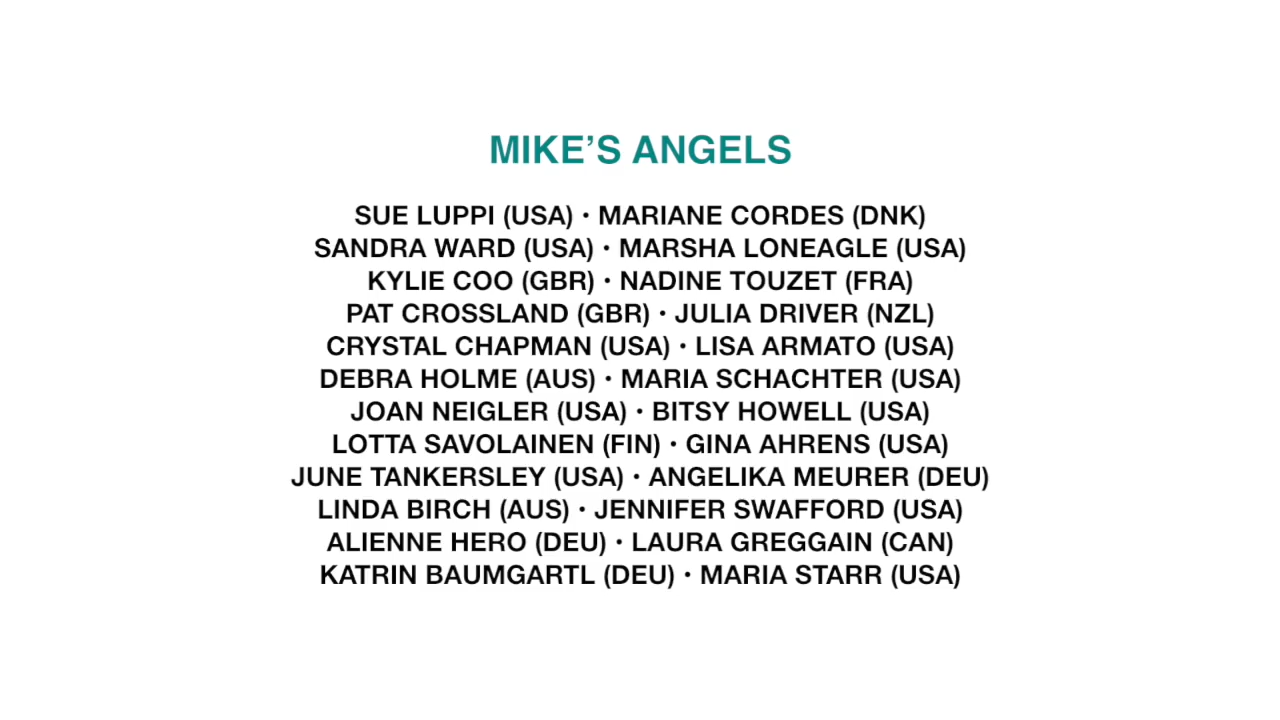 MIKE’S ANGELS
SUE LUPPI (USA) • MARIANE CORDES (DNK)
SANDRA WARD (USA) • MARSHA LONEAGLE (USA)
KYLIE COO (GBR) • NADINE TOUZET (FRA)
PAT CROSSLAND (GBR) • JULIA DRIVER (NZL)
CRYSTAL CHAPMAN (USA) • LISA ARMATO (USA)
DEBRA HOLME (AUS) • MARIA SCHACHTER (USA)
JOAN NEIGLER (USA) • BITSY HOWELL (USA)
LOTTA SAVOLAINEN (FIN) • GINA AHRENS (USA)
JUNE TANKERSLEY (USA) • ANGELIKA MEURER (DEU)
LINDA BIRCH (AUS) • JENNIFER SWAFFORD (USA)
ALIENNE HERO (DEU) • LAURA GREGGAIN (CAN)
KATRIN BAUMGARTL (DEU) • MARIA STARR (USA)